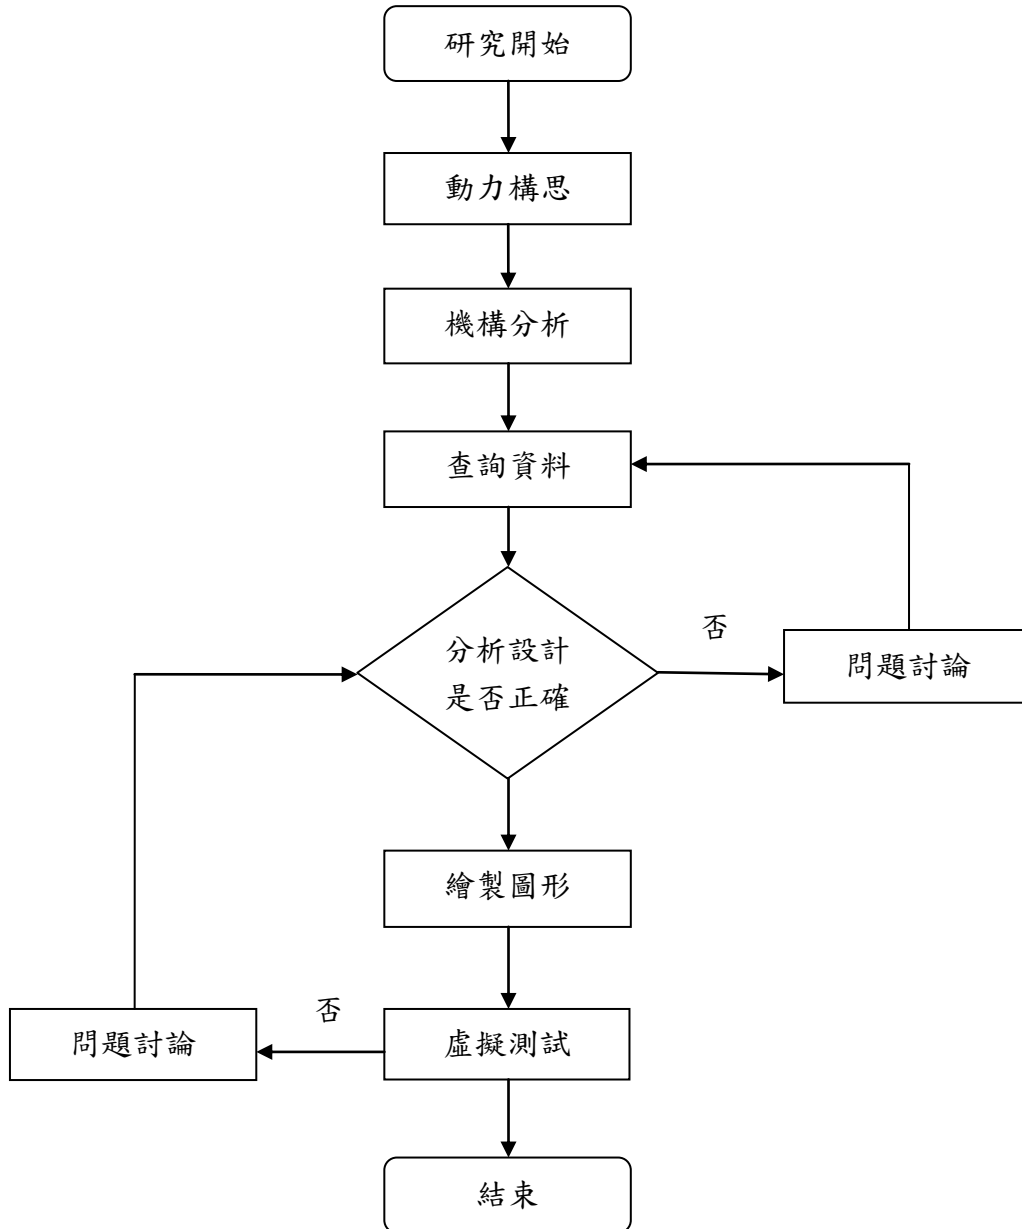 研究開始
動力構思
機構分析
查詢資料
分析設計
是否正確
否
問題討論
繪製圖形
否
問題討論
虛擬測試
結束